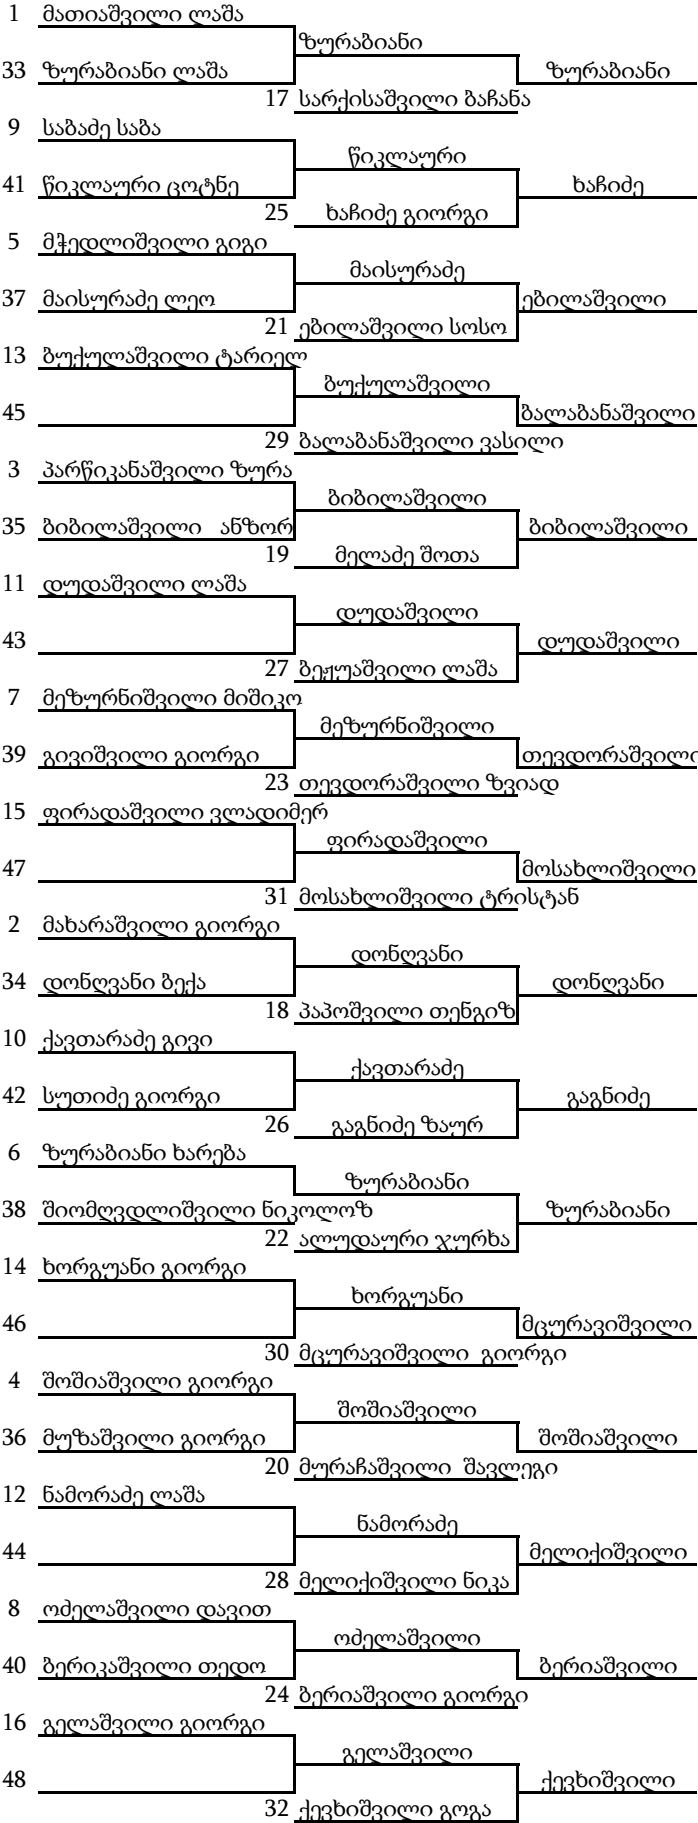 1 მათიაშვილი ლაშა
ზურაბიანი
33 ზურაბიანი ლაშა ზურაბიანი
17 სარქისაშვილი ბაჩანა
9 საბაძე საბა
წიკლაური
41 წიკლაური ცოტნე ხაჩიძე
25 ხაჩიძე გიორგი
5 მჭედლიშვილი გიგი
მაისურაძე
37 მაისურაძე ლეო ებილაშვილი
21 ებილაშვილი სოსო
13 ბუქულაშვილი ტარიელ
ბუქულაშვილი
45 ბალაბანაშვილი
29 ბალაბანაშვილი ვასილი
3 პარწიკანაშვილი ზურა
ბიბილაშვილი
35 ბიბილაშვილი ანზორ ბიბილაშვილი
19 მელაძე შოთა
11 დუდაშვილი ლაშა
დუდაშვილი
43 დუდაშვილი
27 ბეჟუაშვილი ლაშა
7 მეზურნიშვილი მიშიკო
მეზურნიშვილი
39 გივიშვილი გიორგი თევდორაშვილი
23 თევდორაშვილი ზვიად
15 ფირადაშვილი ვლადიმერ
ფირადაშვილი
47 მოსახლიშვილი
31 მოსახლიშვილი ტრისტან
2 მახარაშვილი გიორგი
დონღვანი
34 დონღვანი ბექა დონღვანი
18 პაპოშვილი თენგიზ
10 ქავთარაძე გივი
ქავთარაძე
42 სუთიძე გიორგი გაგნიძე
26 გაგნიძე ზაურ
6 ზურაბიანი ხარება
ზურაბიანი
38 შიომღვდლიშვილი ნიკოლოზ ზურაბიანი
22 ალუდაური ჯურხა
14 ხორგუანი გიორგი
ხორგუანი
46 მცურავიშვილი
30 მცურავიშვილი გიორგი
4 შოშიაშვილი გიორგი
შოშიაშვილი
36 მუზაშვილი გიორგი შოშიაშვილი
20 მურაჩაშვილი შავლეგი
12 ნამორაძე ლაშა
ნამორაძე
44 მელიქიშვილი
28 მელიქიშვილი ნიკა
8 ოძელაშვილი დავით
ოძელაშვილი
40 ბერიკაშვილი თედო ბერიაშვილი
24 ბერიაშვილი გიორგი
16 გელაშვილი გიორგი
გელაშვილი
48 ქევხიშვილი
32 ქევხიშვილი გოგა